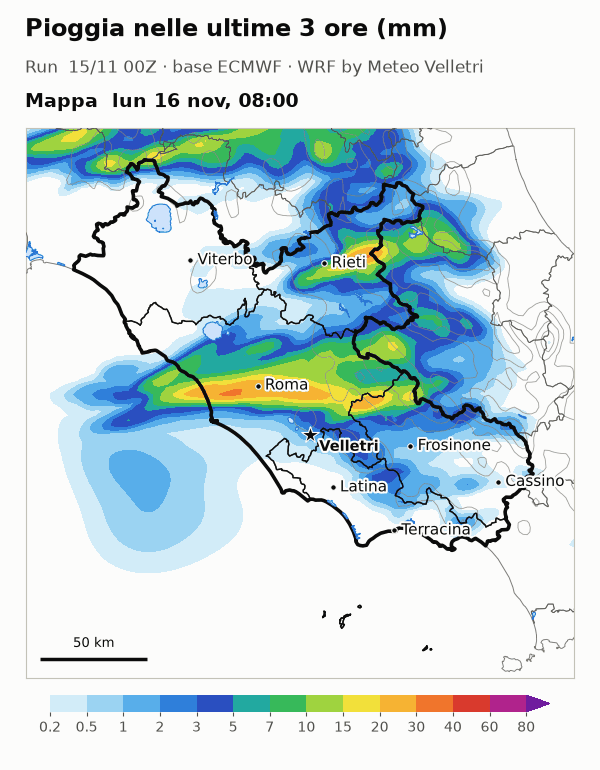 Pioggia nelle ultime 3 ore (mm)
Run 15/11 00Z · base ECMWF · WRF by Meteo Velletri
Mappa lun 16 nov, 08:00
Viterbo
Rieti
Roma
Velletri
Frosinone
Latina
Cassino
Terracina
50 km
0.2 0.5 1 2 3 5 7 10 15 20 30 40 60 80